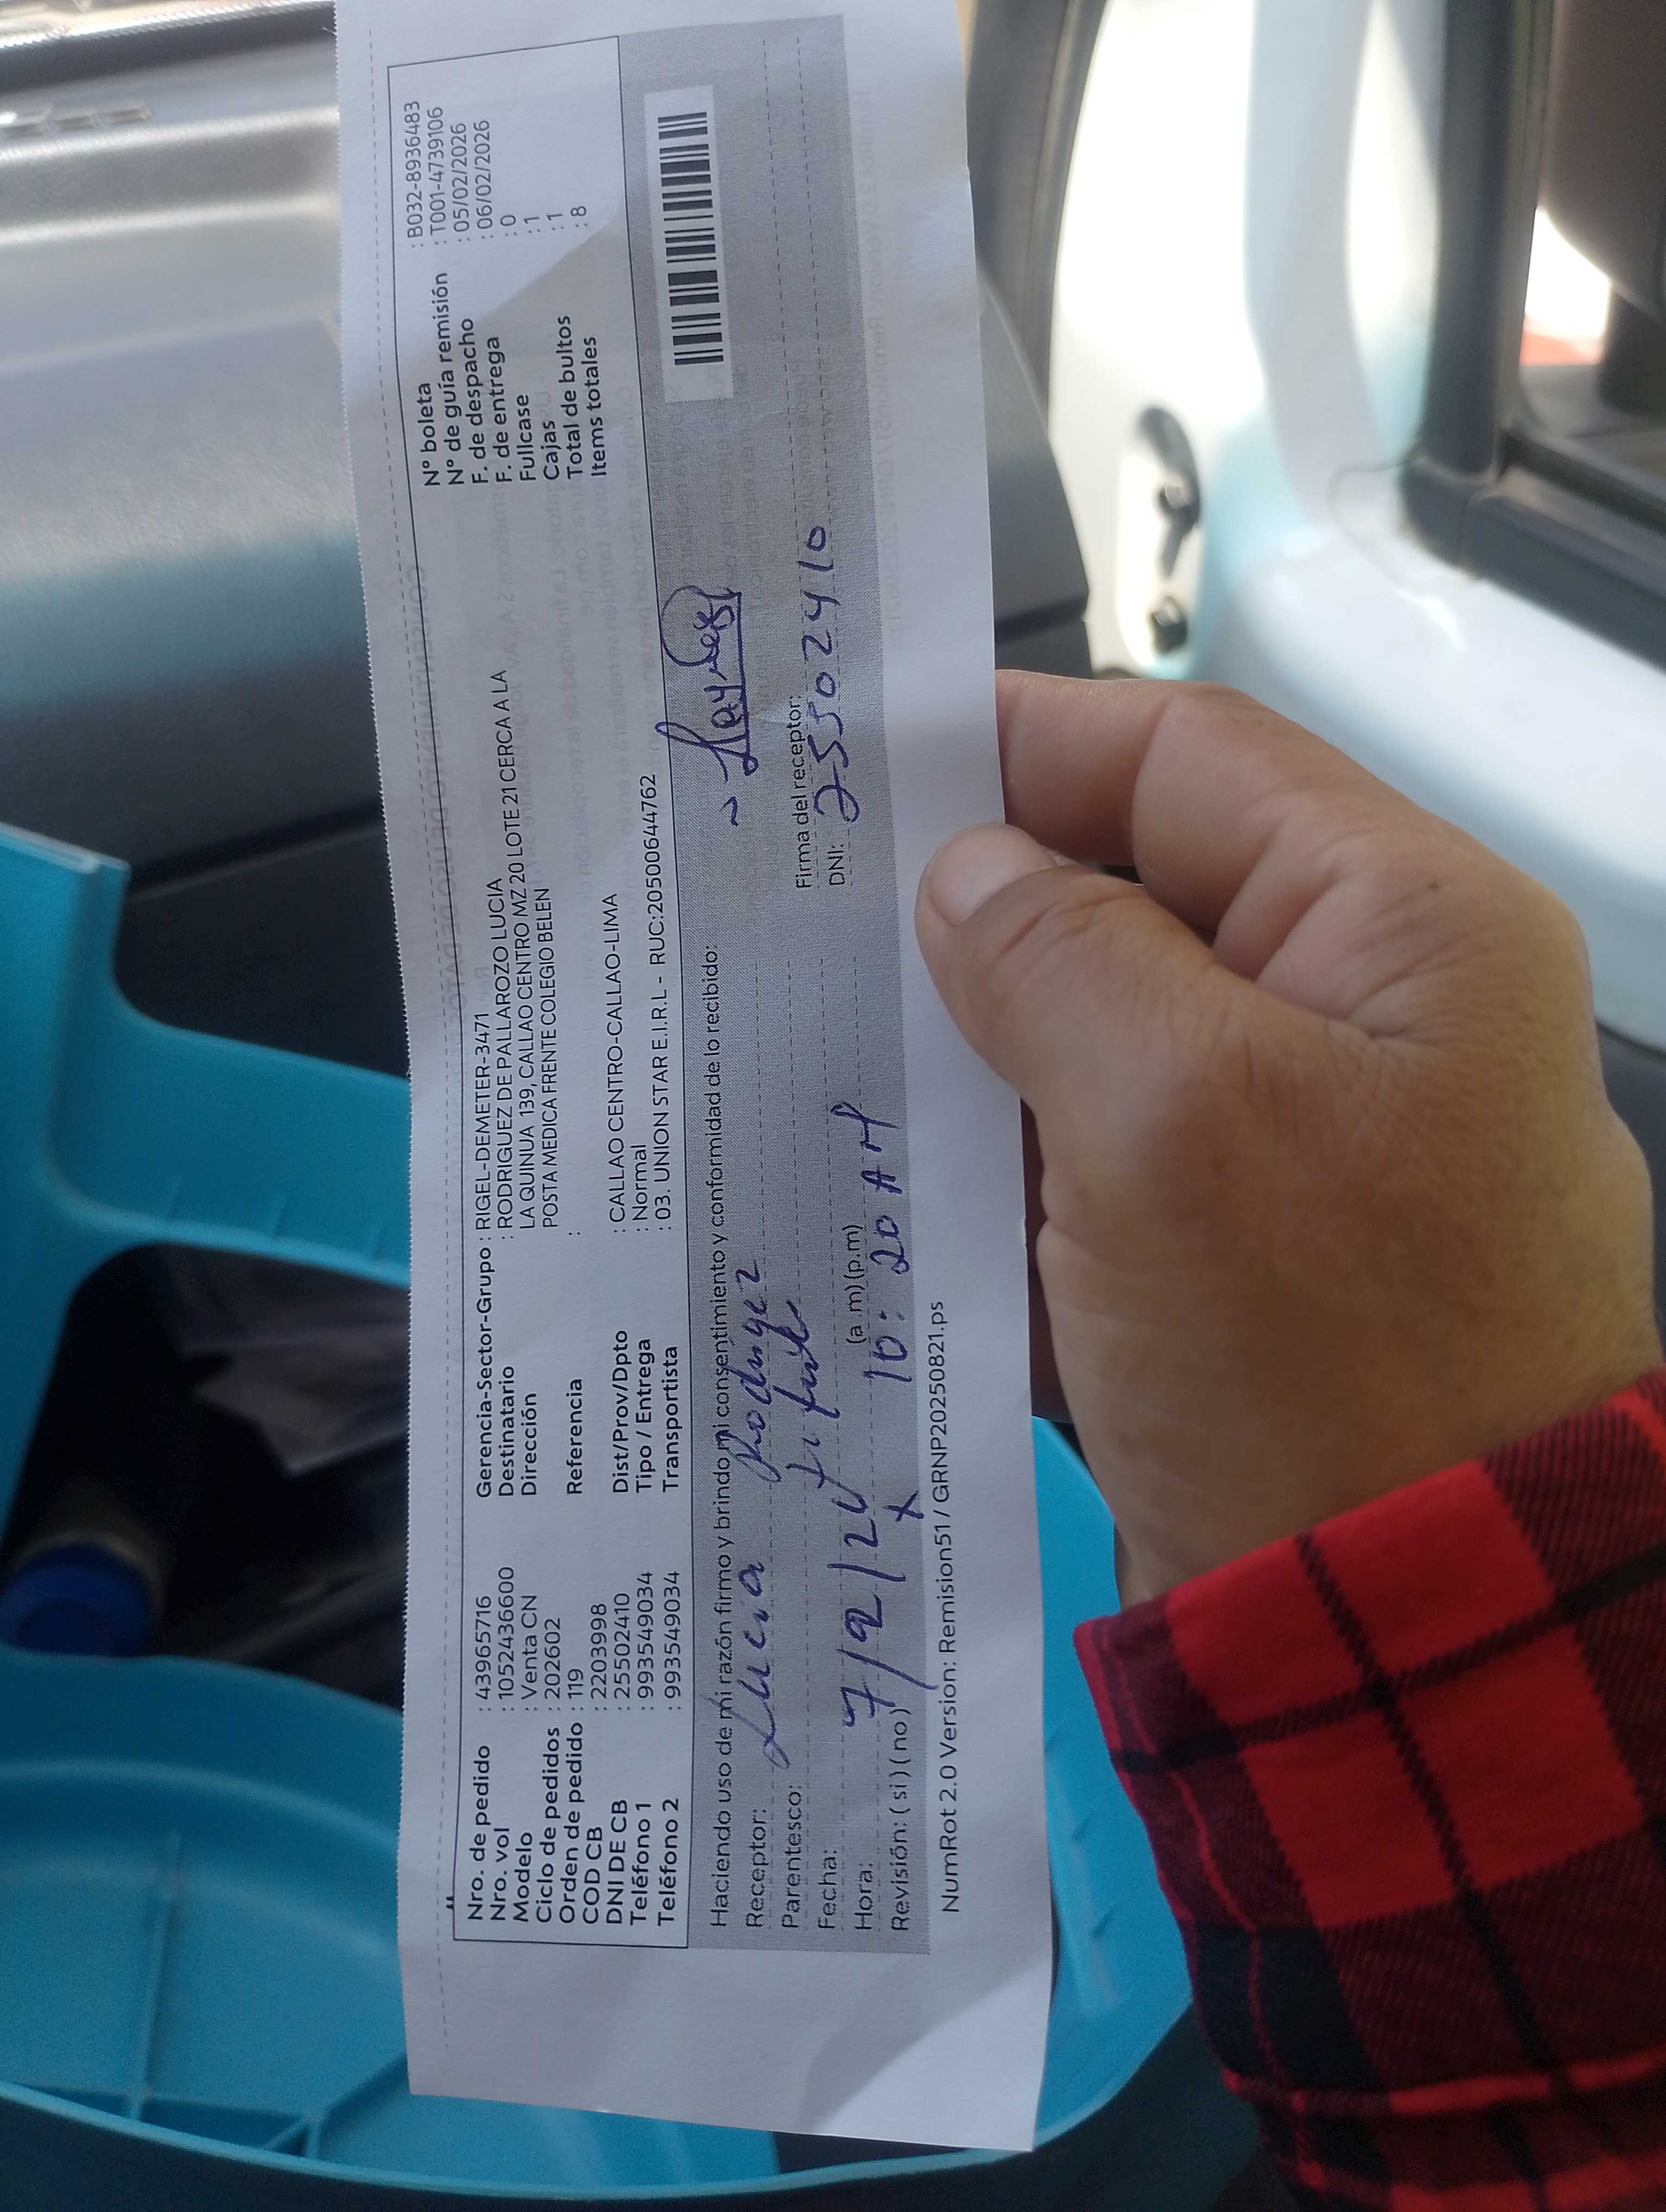 Nro. de pedido : 43965716
Nro. vol : 1052436600
Modelo : Venta CN
Ciclo de pedidos : 202602
Orden de pedido : 119
COD CB : 2203998
DNI DE CB : 25502410
Teléfono 1 : 993549034
Teléfono 2 : 993549034
Gerencia-Sector-Grupo : RIGEL-DEMETER-3471
Destinatario : RODRIGUEZ DE PALLAROZO LUCIA
Dirección LA QUINUA 139, CALLAO CENTRO MZ 20 LOTE 21 CERCA A LA
POSTA MEDICA FRENTE COLEGIO BELEN
Referencia :
Dist/Prov/Dpto : CALLAO CENTRO-CALLAO-LIMA
Tipo / Entrega : Normal
Transportista : 03. UNION STAR E.I.R.L - RUC:20500644762
N° boleta : B032-8936483
N° de guía remisión : T001-4739106
F. de despacho : 05/02/2026
F. de entrega : 06/02/2026
Fullcase : 0
Cajas : 1
Total de bultos : 1
Items totales : 8
Haciendo uso de mi razón firmo y brindo mi consentimiento y conformidad de lo recibido:
Receptor: Lucia Rodriguez
Parentesco:
Fecha: 7/02/26
Hora: (a .m) (p.m) 10:20 AM
Revisión: ( si ) ( no ) X
Firma del receptor:
DNI: 25502410
NumRot 2.0 Version: Remision51 / GRNP20250821.ps